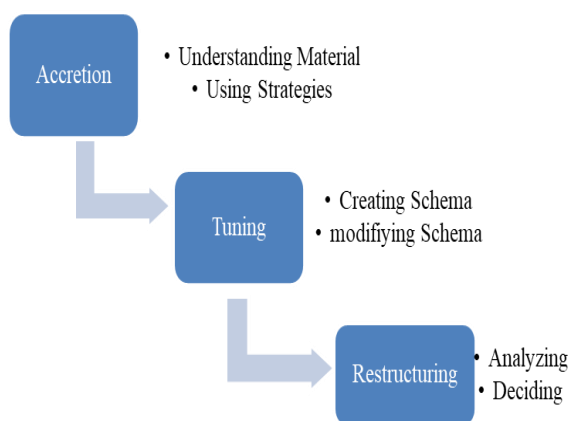 Accretion
• Understanding Material
• Using Strategies
Tuning
• Creating Schema
• modifiying Schema
Restructuring
• Analyzing
• Deciding